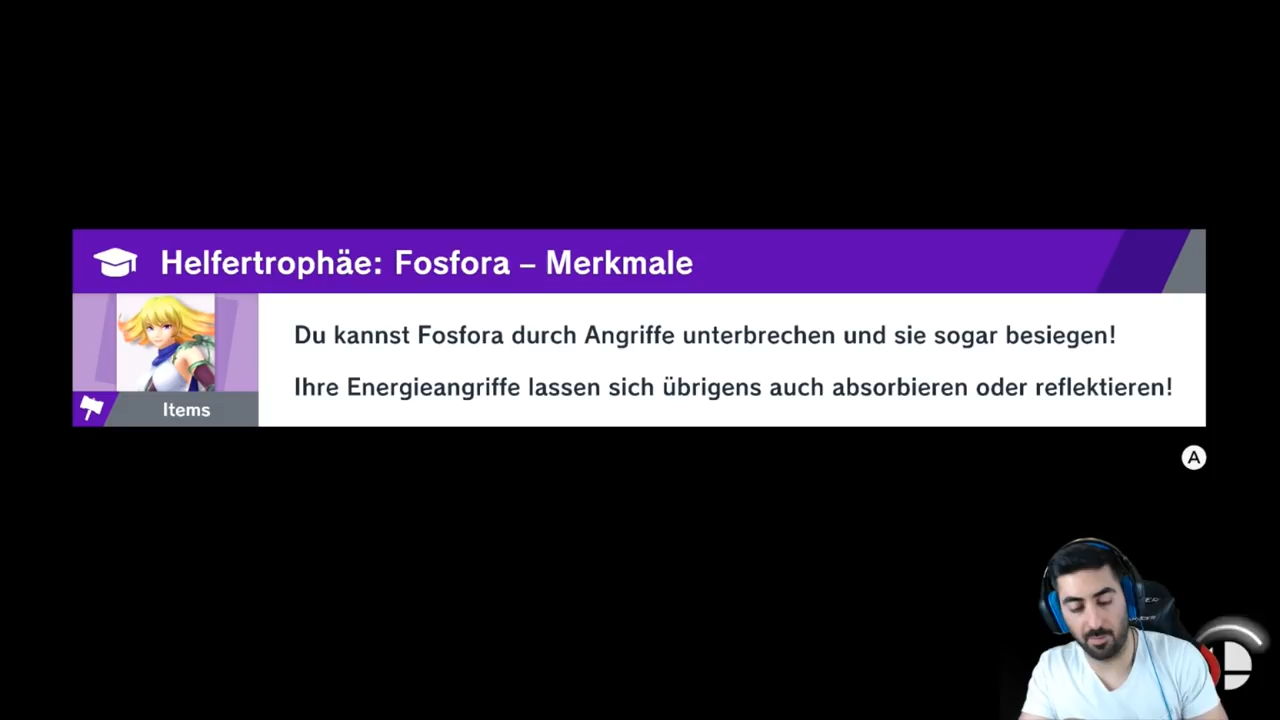 Helfertrophäe: Fosfora – Merkmale
Du kannst Fosfora durch Angriffe unterbrechen und sie sogar besiegen!
Ihre Energieangriffe lassen sich übrigens auch absorbieren oder reflektieren!
Items
A